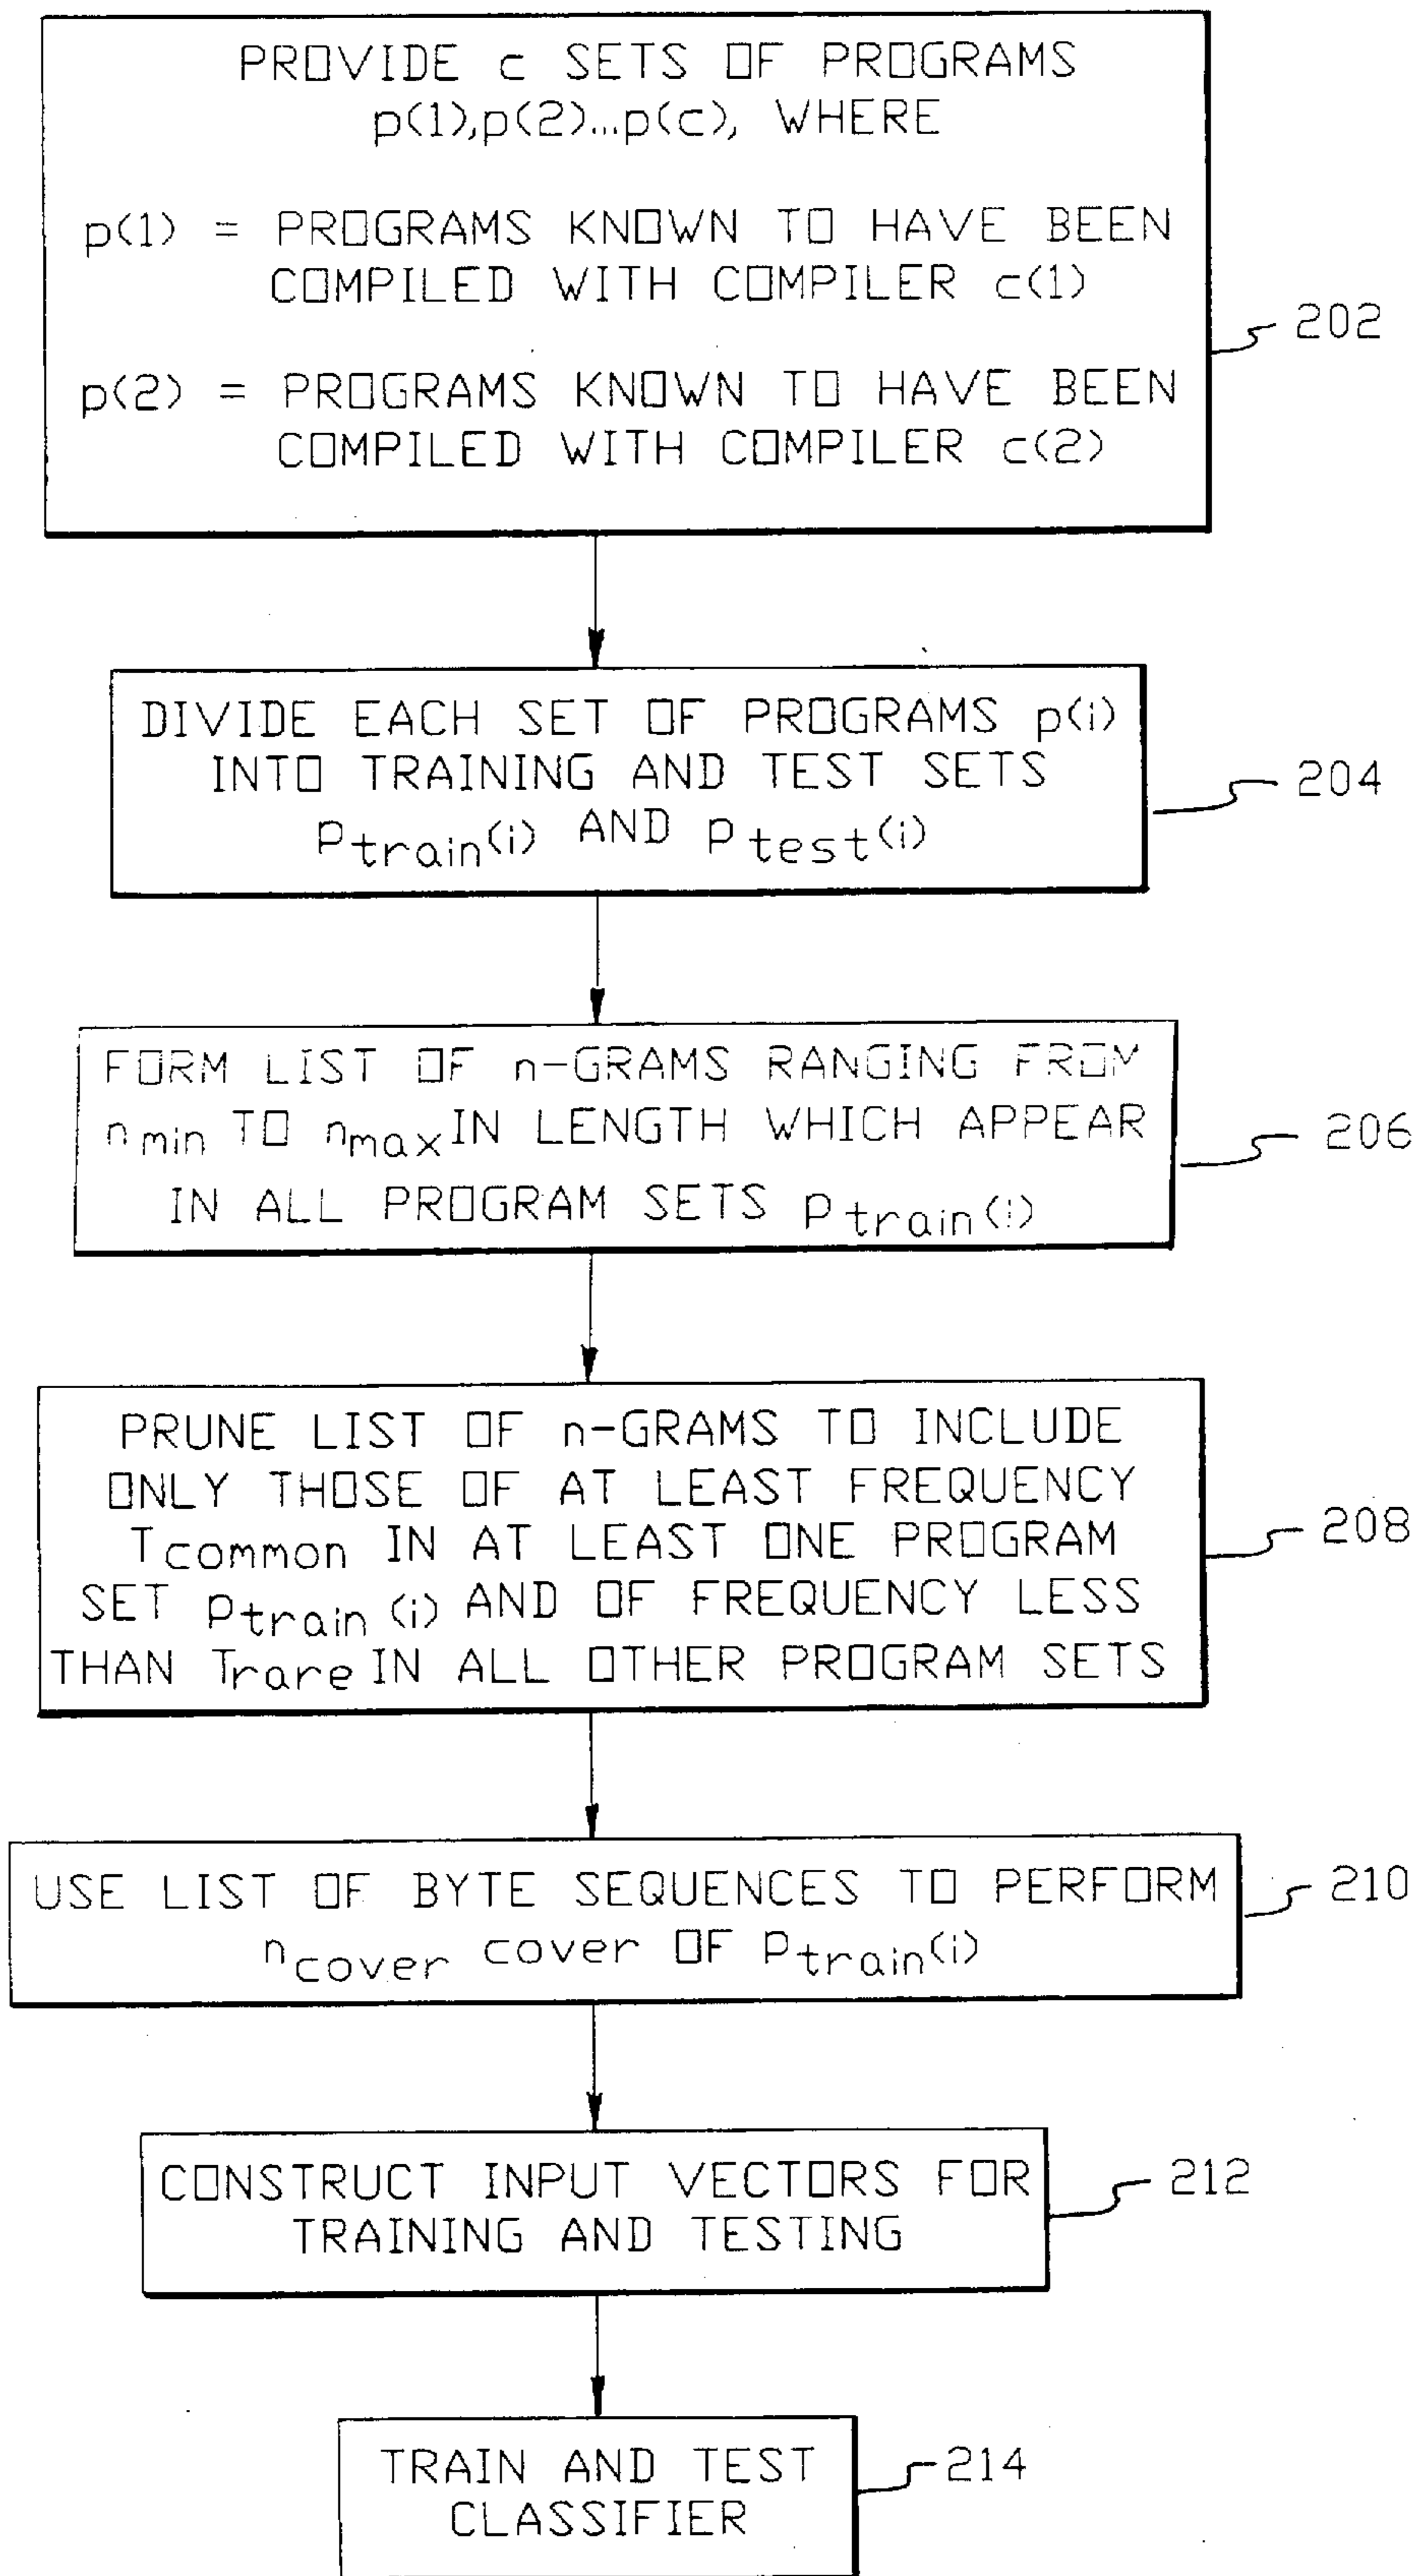 PROVIDE c SETS OF PROGRAMS
p(1),p(2)...p(c), WHERE
p(1) = PROGRAMS KNOWN TO HAVE BEEN
COMPILED WITH COMPILER c(1)
202
p(2) = PROGRAMS KNOWN TO HAVE BEEN
COMPILED WITH COMPILER c(2)
DIVIDE EACH SET OF PROGRAMS p(i)
INTO TRAINING AND TEST SETS
204
Ptrain(i) AND Ptest(i)
FORM LIST OF n-GRAMS RANGING FROM
nmin TO nmax IN LENGTH WHICH APPEAR
206
IN ALL PROGRAM SETS Ptrain(i)
PRUNE LIST OF n-GRAMS TO INCLUDE
ONLY THOSE OF AT LEAST FREQUENCY
Tcommon IN AT LEAST ONE PROGRAM
208
SET Ptrain(i) AND OF FREQUENCY LESS
THAN Trare IN ALL OTHER PROGRAM SETS
USE LIST OF BYTE SEQUENCES TO PERFORM
210
ncover cover OF Ptrain(i)
CONSTRUCT INPUT VECTORS FOR
212
TRAINING AND TESTING
TRAIN AND TEST
214
CLASSIFIER